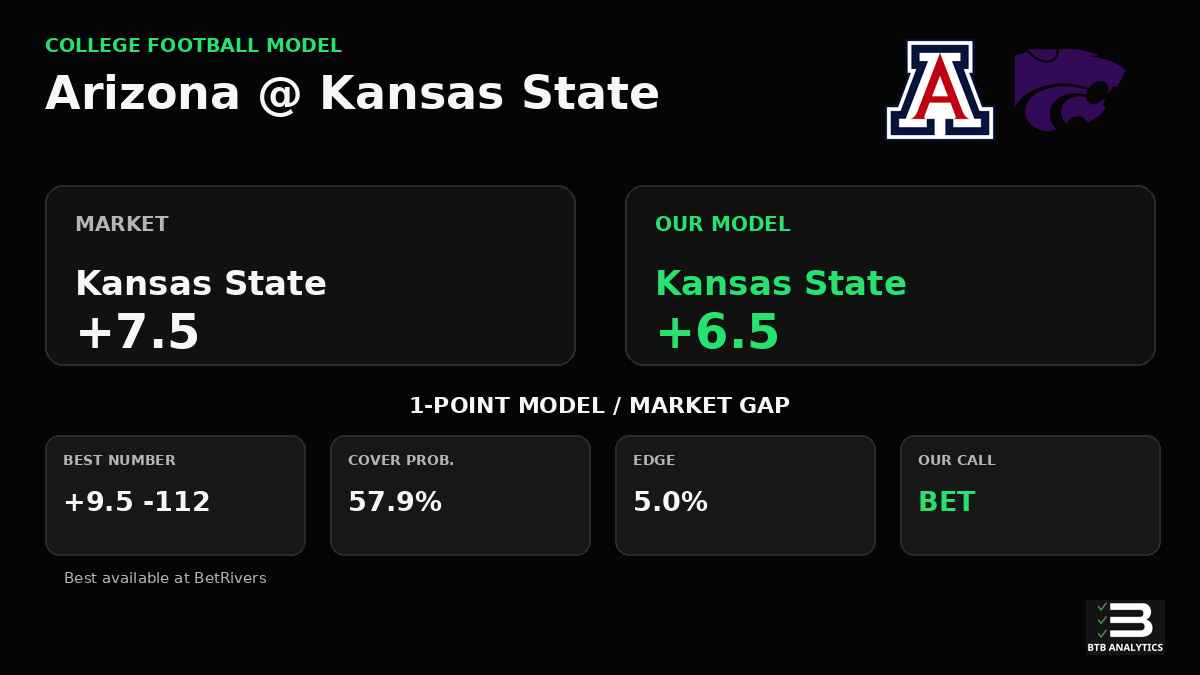 COLLEGE FOOTBALL MODEL
Arizona @ Kansas State
A
MARKET
Kansas State
+7.5
OUR MODEL
Kansas State
+6.5
1-POINT MODEL / MARKET GAP
BEST NUMBER
+9.5 -112
COVER PROB.
57.9%
EDGE
5.0%
OUR CALL
BET
Best available at BetRivers
B
BTB ANALYTICS